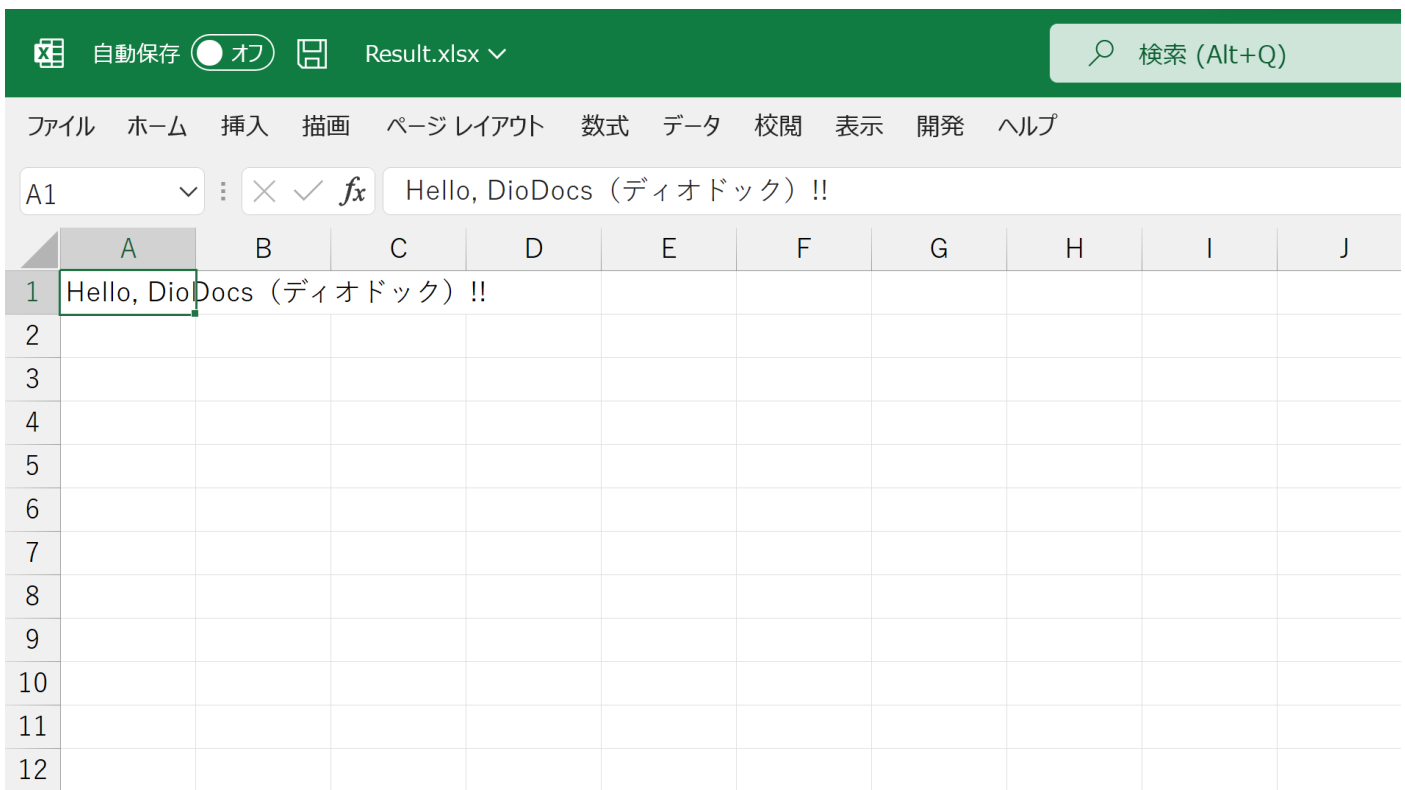 自動保存 オフ Result.xlsx 検索 (Alt+Q)
ファイル ホーム 挿入 描画 ページ レイアウト 数式 データ 校閲 表示 開発 ヘルプ
A1 fx Hello, DioDocs（ディオドック）!!
A B C D E F G H I J
1 Hello, DioDocs（ディオドック）!!
2
3
4
5
6
7
8
9
10
11
12